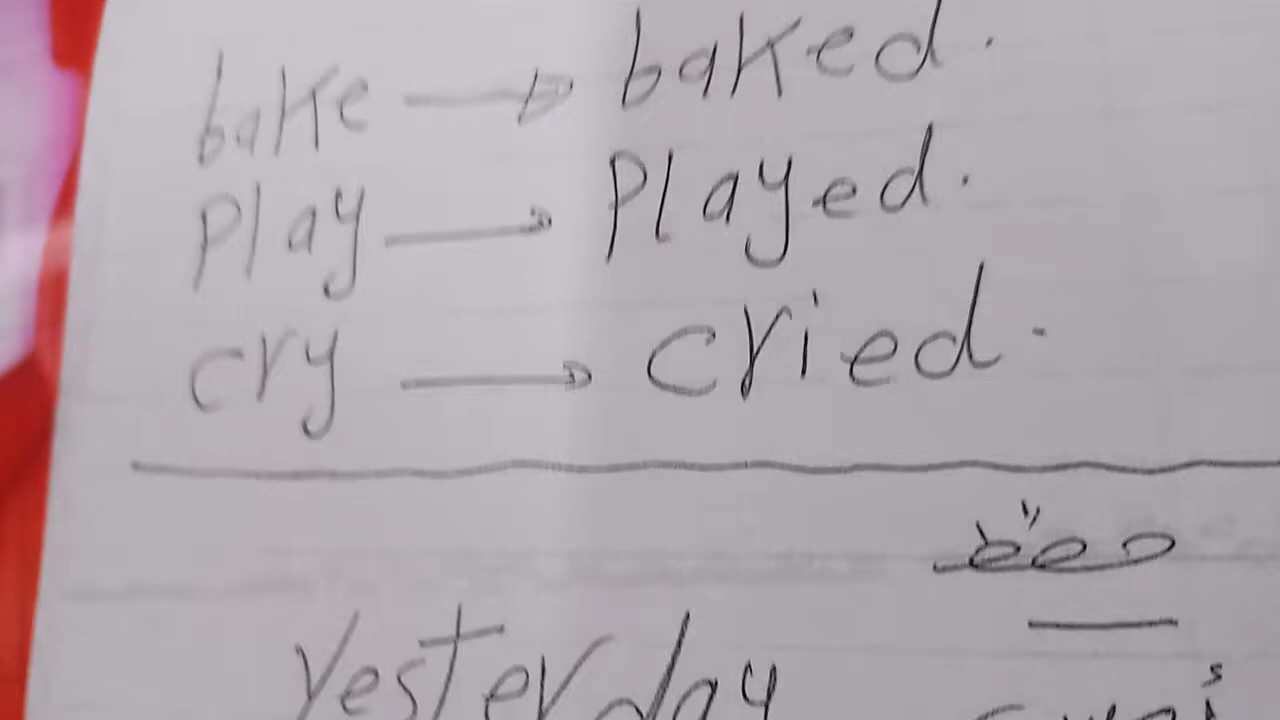 bake → baked.
Play → Played.
cry → cried.
Yesterday